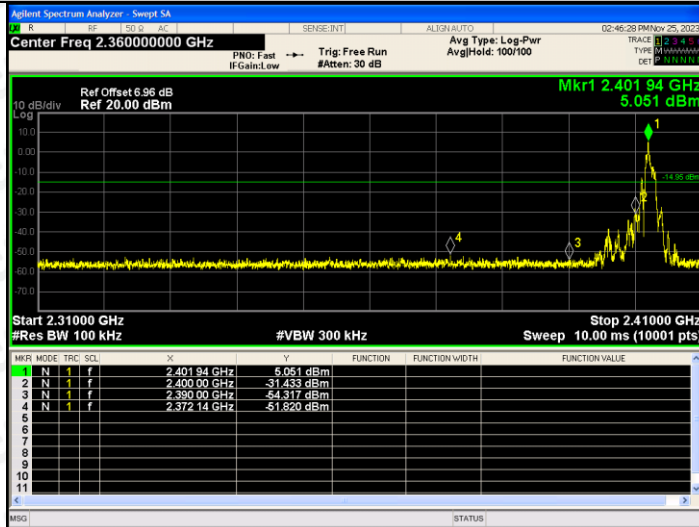 Agilent Spectrum Analyzer - Swept SA
R RF 50 Ω AC SENSE:INT ALIGN AUTO 02:46:28 PM Nov 25, 2023
Center Freq 2.360000000 GHz
PNO: Fast
IFGain:Low
Trig: Free Run
#Atten: 30 dB
Avg Type: Log-Pwr
Avg|Hold: 100/100
TRACE 1 2 3 4 5
TYPE M
DET P N N N N
Mkr1 2.401 94 GHz
5.051 dBm
Ref Offset 6.96 dB
10 dB/div Ref 20.00 dBm
Log
10.0
0.00
-10.0
-20.0
-30.0
-40.0
-50.0
-60.0
-70.0
1
-14.95 dBm
2
3
4
Start 2.31000 GHz Stop 2.41000 GHz
#Res BW 100 kHz #VBW 300 kHz Sweep 10.00 ms (10001 pts)
MKR MODE TRC SCL X Y FUNCTION FUNCTION WIDTH FUNCTION VALUE
1 N 1 f 2.401 94 GHz 5.051 dBm
2 N 1 f 2.400 00 GHz -31.433 dBm
3 N 1 f 2.390 00 GHz -54.317 dBm
4 N 1 f 2.372 14 GHz -51.820 dBm
5
6
7
8
9
10
11
MSG STATUS